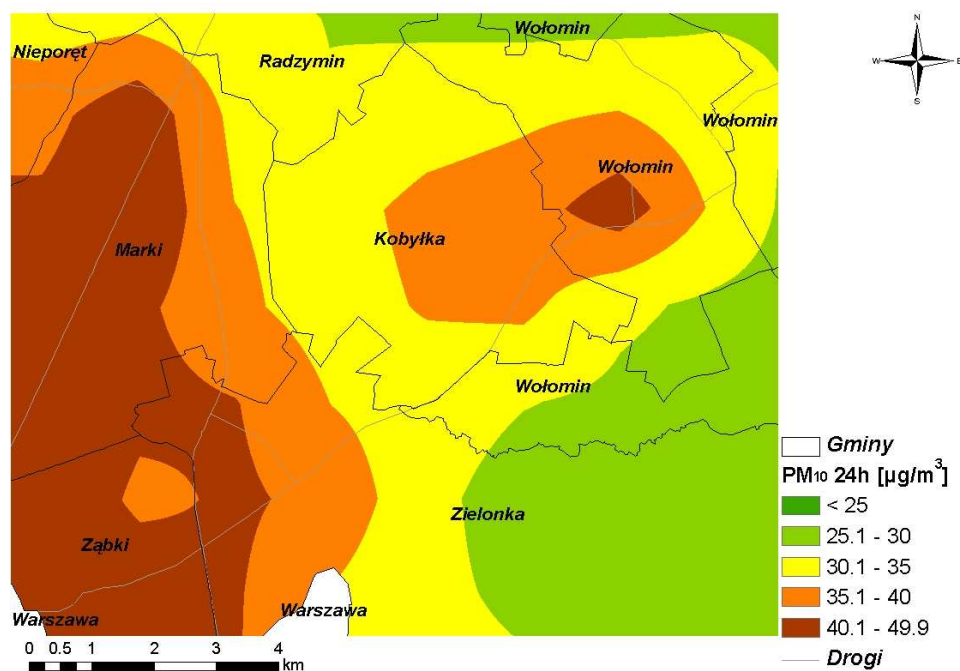 Wołomin
N
Nieporęt
Radzymin
W
E
S
Wołomin
Wołomin
Kobyłka
Marki
Wołomin
Gminy
PM10 24h [µg/m³]
< 25
Zielonka
25.1 - 30
Ząbki
30.1 - 35
35.1 - 40
Warszawa
Warszawa
40.1 - 49.9
0 0.5 1 2 3 4
km
Drogi